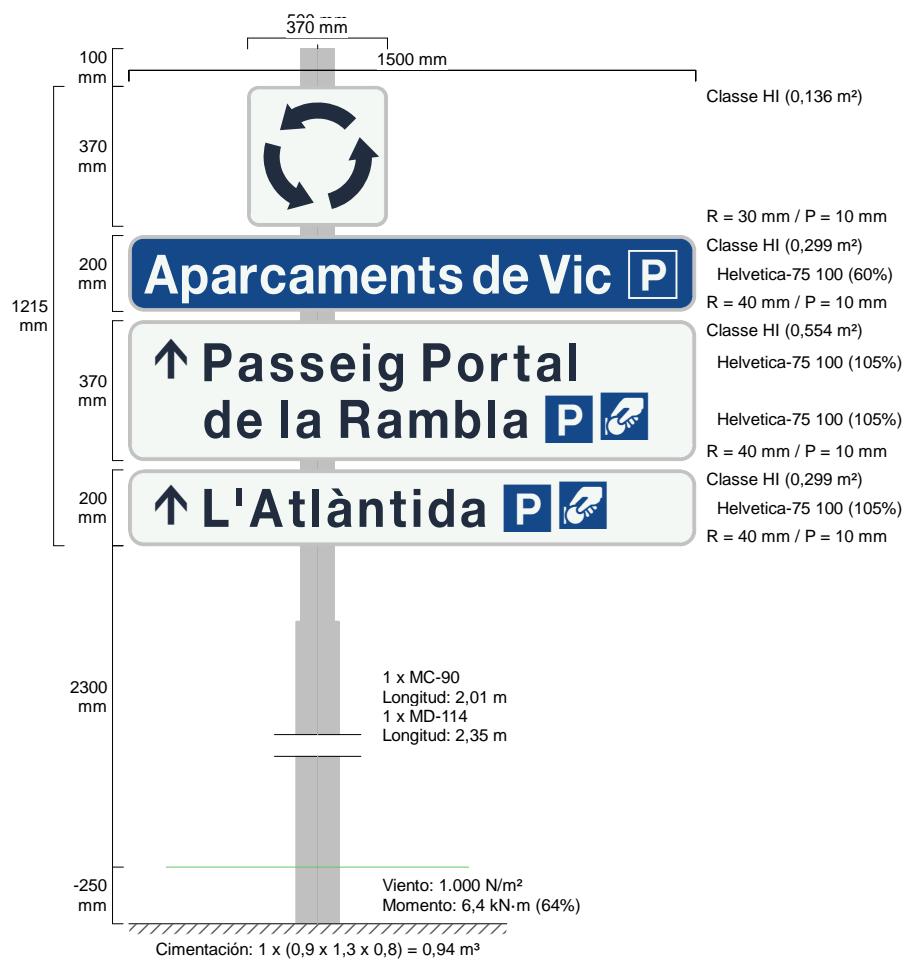 370 mm
100
mm
1500 mm
Classe HI (0,136 m²)
370
mm
R = 30 mm / P = 10 mm
200
mm
Aparcaments de Vic P
Classe HI (0,299 m²)
Helvetica-75 100 (60%)
R = 40 mm / P = 10 mm
1215
mm
370
mm
Passeig Portal
de la Rambla P
Classe HI (0,554 m²)
Helvetica-75 100 (105%)
Helvetica-75 100 (105%)
R = 40 mm / P = 10 mm
200
mm
L'Atlàntida P
Classe HI (0,299 m²)
Helvetica-75 100 (105%)
R = 40 mm / P = 10 mm
2300
mm
1 x MC-90
Longitud: 2,01 m
1 x MD-114
Longitud: 2,35 m
-250
mm
Viento: 1.000 N/m²
Momento: 6,4 kN·m (64%)
Cimentación: 1 x (0,9 x 1,3 x 0,8) = 0,94 m³